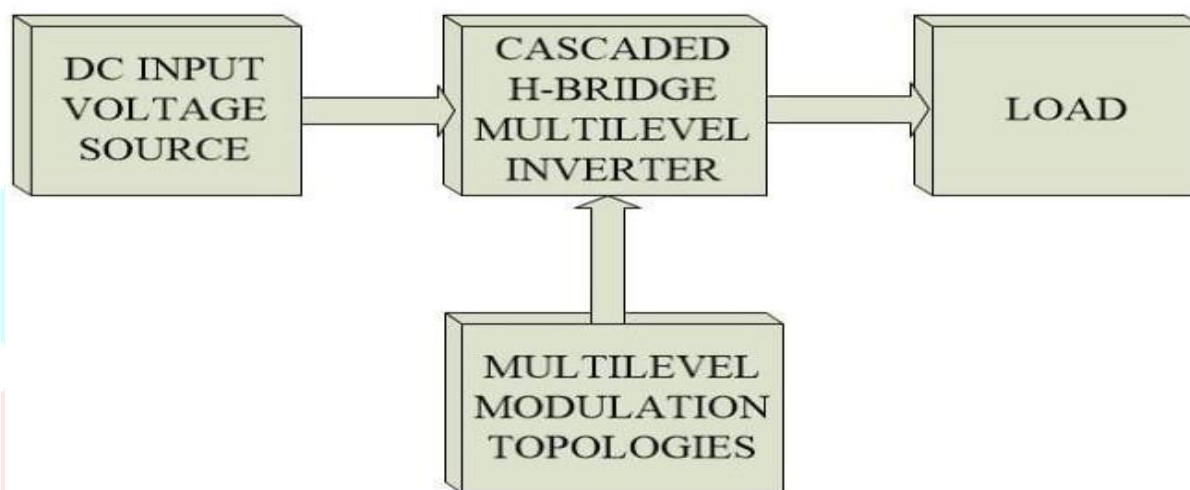 DC INPUT
VOLTAGE
SOURCE
CASCADED
H-BRIDGE
MULTILEVEL
INVERTER
LOAD
MULTILEVEL
MODULATION
TOPOLOGIES